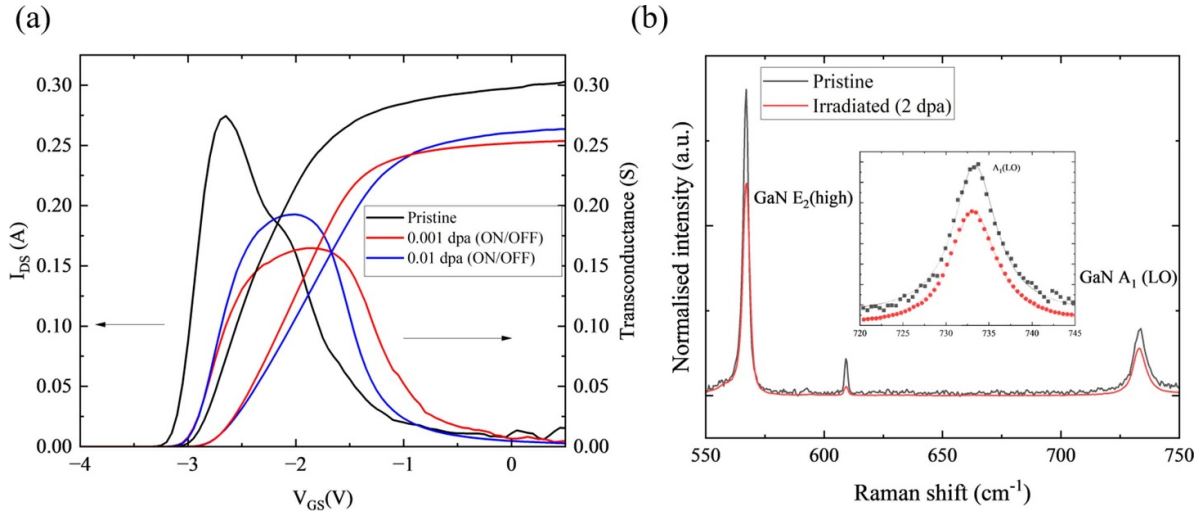 (a)
0.30
0.25
0.20
0.15
0.10
0.05
0.00
I_DS (A)
−4
−3
−2
−1
0
V_GS(V)
0.30
0.25
0.20
0.15
0.10
0.05
0.00
Transconductance (S)
Pristine
0.001 dpa (ON/OFF)
0.01 dpa (ON/OFF)
(b)
Normalised intensity (a.u.)
Pristine
Irradiated (2 dpa)
GaN E₂(high)
A₁(LO)
720
725
730
735
740
745
GaN A₁ (LO)
550
600
650
700
750
Raman shift (cm⁻¹)